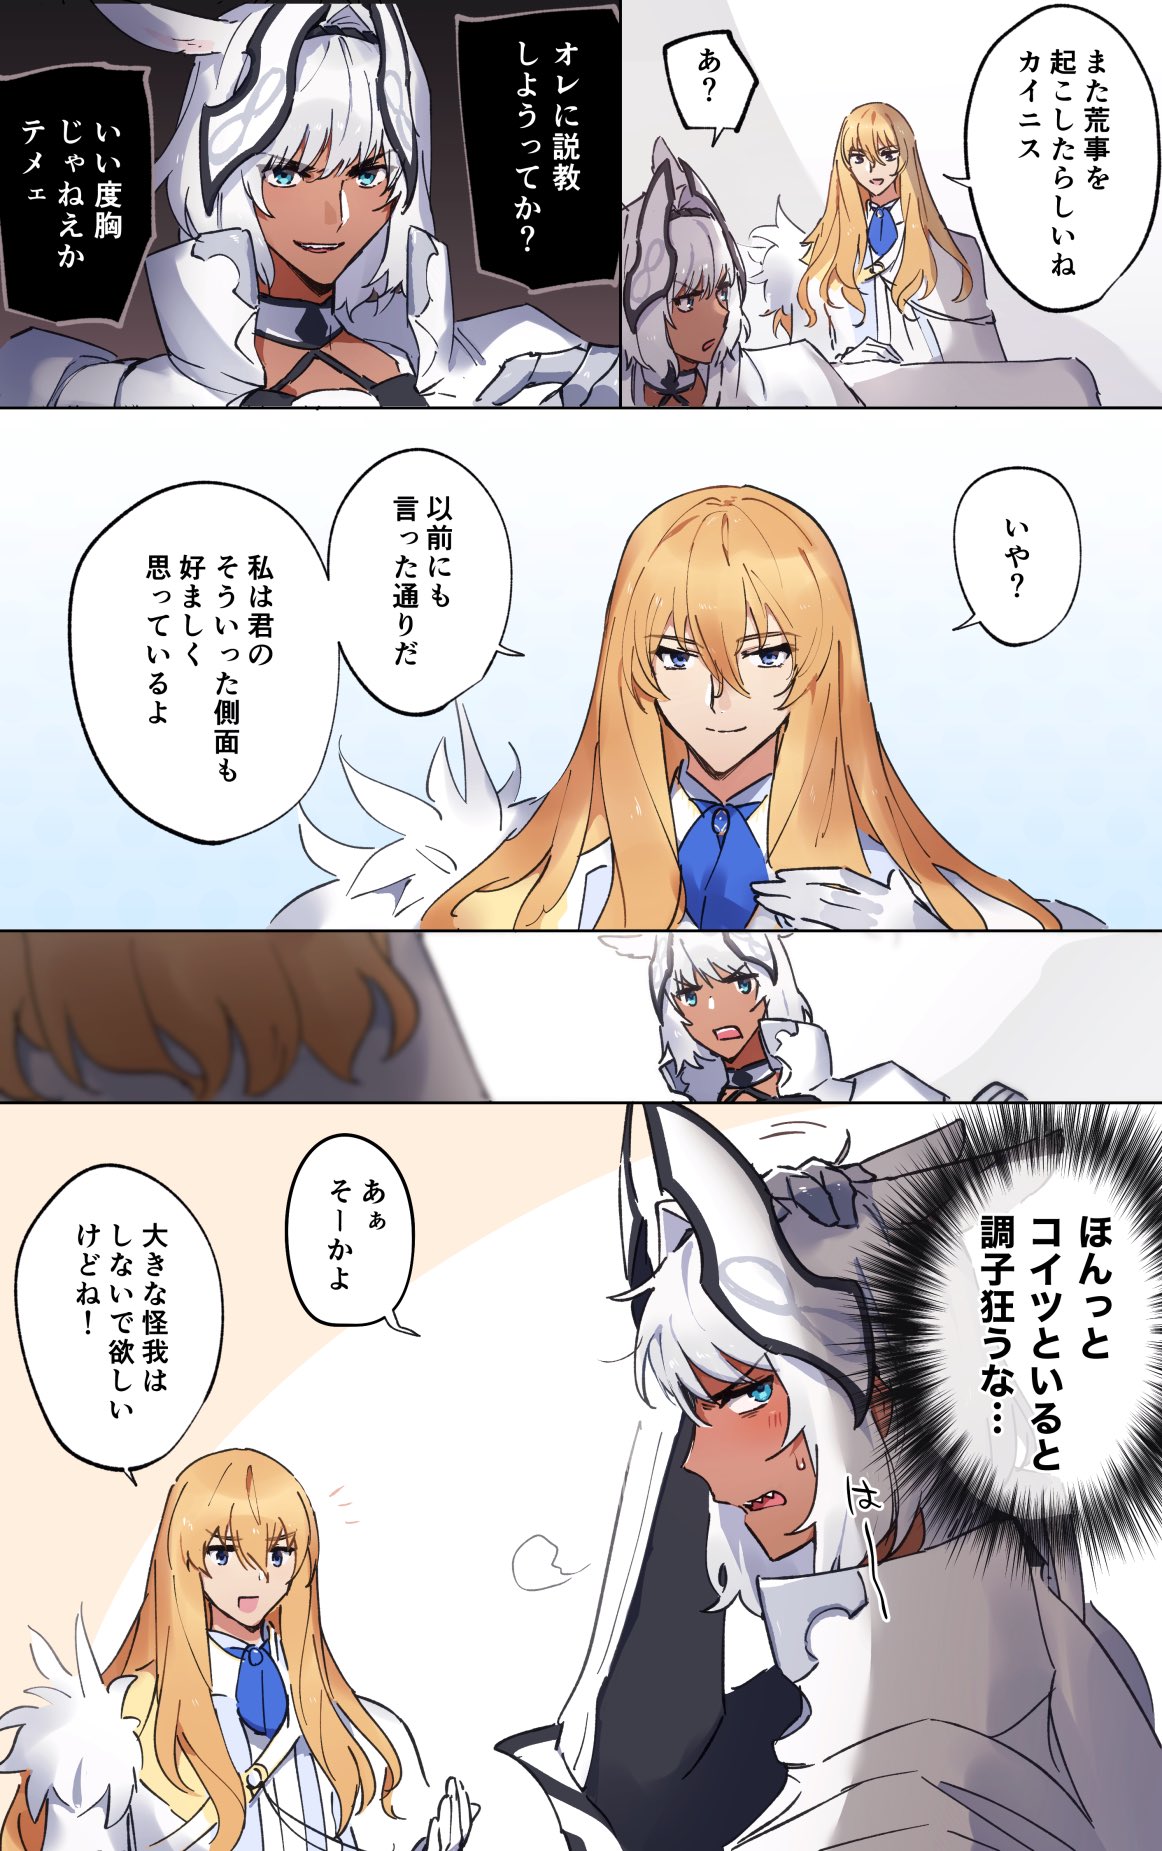 また荒事を
起こしたらしいね
カイニス
あ？
オレに説教
しようってか？
いい度胸
じゃねえか
テメェ
いや？
以前にも
言った通りだ
私は君の
そういった側面も
好ましく
思っているよ
ほんっと
コイツといると
調子狂うな…
はー
あぁ
そーかよ
大きな怪我は
しないで欲しい
けどね！